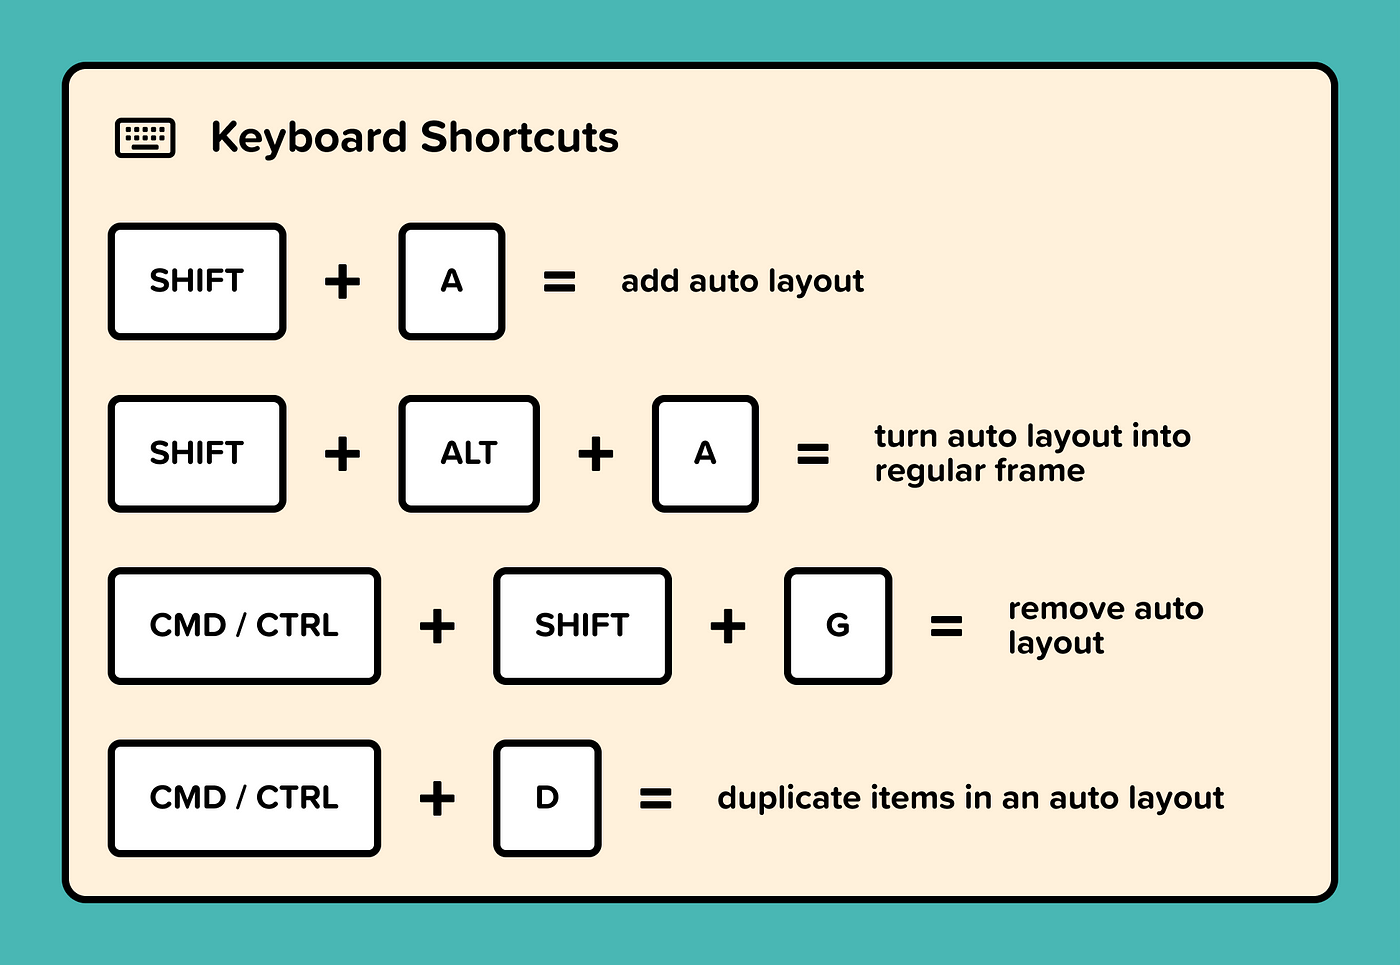 Keyboard Shortcuts
SHIFT + A = add auto layout
SHIFT + ALT + A = turn auto layout into
regular frame
CMD / CTRL + SHIFT + G = remove auto
layout
CMD / CTRL + D = duplicate items in an auto layout